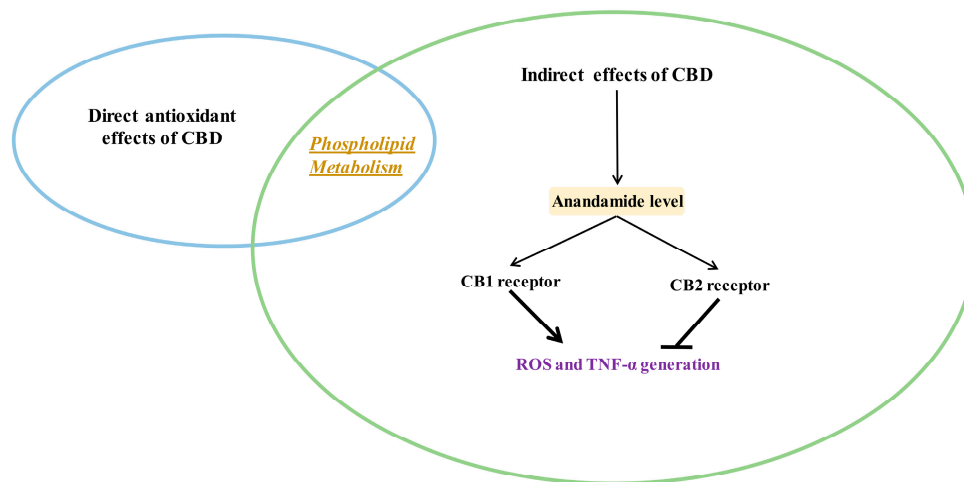 Direct antioxidant
effects of CBD
Phospholipid
Metabolism
Indirect effects of CBD
Anandamide level
CB1 receptor
CB2 receptor
ROS and TNF-α generation